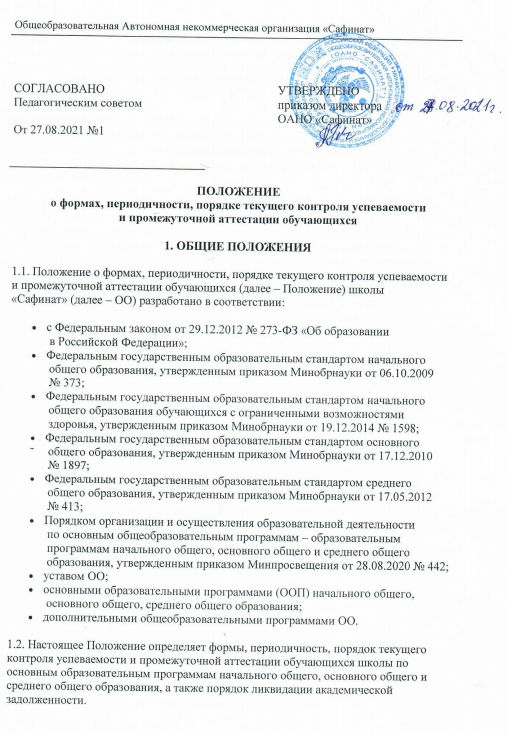 Общеобразовательная Автономная некоммерческая организация «Сафинат»
СОГЛАСОВАНО
Педагогическим советом
От 27.08.2021 №1
УТВЕРЖДЕНО
приказом директора от 27.08.2021г.
ОАНО «Сафинат»
ПОЛОЖЕНИЕ
о формах, периодичности, порядке текущего контроля успеваемости
и промежуточной аттестации обучающихся
1. ОБЩИЕ ПОЛОЖЕНИЯ
1.1. Положение о формах, периодичности, порядке текущего контроля успеваемости
и промежуточной аттестации обучающихся (далее – Положение) школы
«Сафинат» (далее – ОО) разработано в соответствии:
• с Федеральным законом от 29.12.2012 № 273-ФЗ «Об образовании
в Российской Федерации»;
• Федеральным государственным образовательным стандартом начального
общего образования, утвержденным приказом Минобрнауки от 06.10.2009
№ 373;
• Федеральным государственным образовательным стандартом начального
общего образования обучающихся с ограниченными возможностями
здоровья, утвержденным приказом Минобрнауки от 19.12.2014 № 1598;
• Федеральным государственным образовательным стандартом основного
общего образования, утвержденным приказом Минобрнауки от 17.12.2010
№ 1897;
• Федеральным государственным образовательным стандартом среднего
общего образования, утвержденным приказом Минобрнауки от 17.05.2012
№ 413;
• Порядком организации и осуществления образовательной деятельности
по основным общеобразовательным программам – образовательным
программам начального общего, основного общего и среднего общего
образования, утвержденным приказом Минпросвещения от 28.08.2020 № 442;
• уставом ОО;
• основными образовательными программами (ООП) начального общего,
основного общего, среднего общего образования;
• дополнительными общеобразовательными программами ОО.
1.2. Настоящее Положение определяет формы, периодичность, порядок текущего
контроля успеваемости и промежуточной аттестации обучающихся школы по
основным образовательным программам начального общего, основного общего и
среднего общего образования, а также порядок ликвидации академической
задолженности.